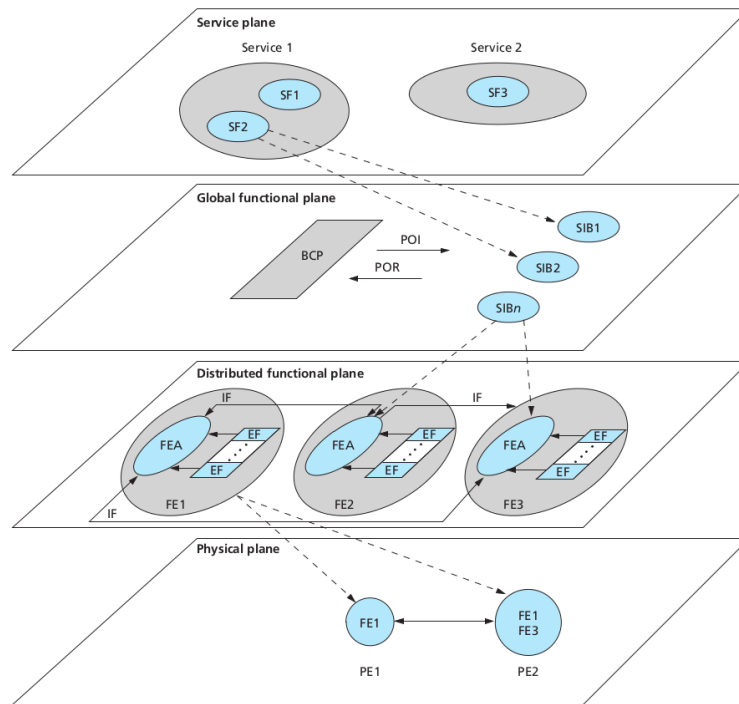 Service plane
Service 1
Service 2
SF1
SF3
SF2
Global functional plane
SIB1
POI
BCP
SIB2
POR
SIBn
Distributed functional plane
IF
IF
FEA
EF
FEA
EF
FEA
EF
EF
EF
EF
FE1
FE2
FE3
IF
Physical plane
FE1
FE1
FE3
PE1
PE2